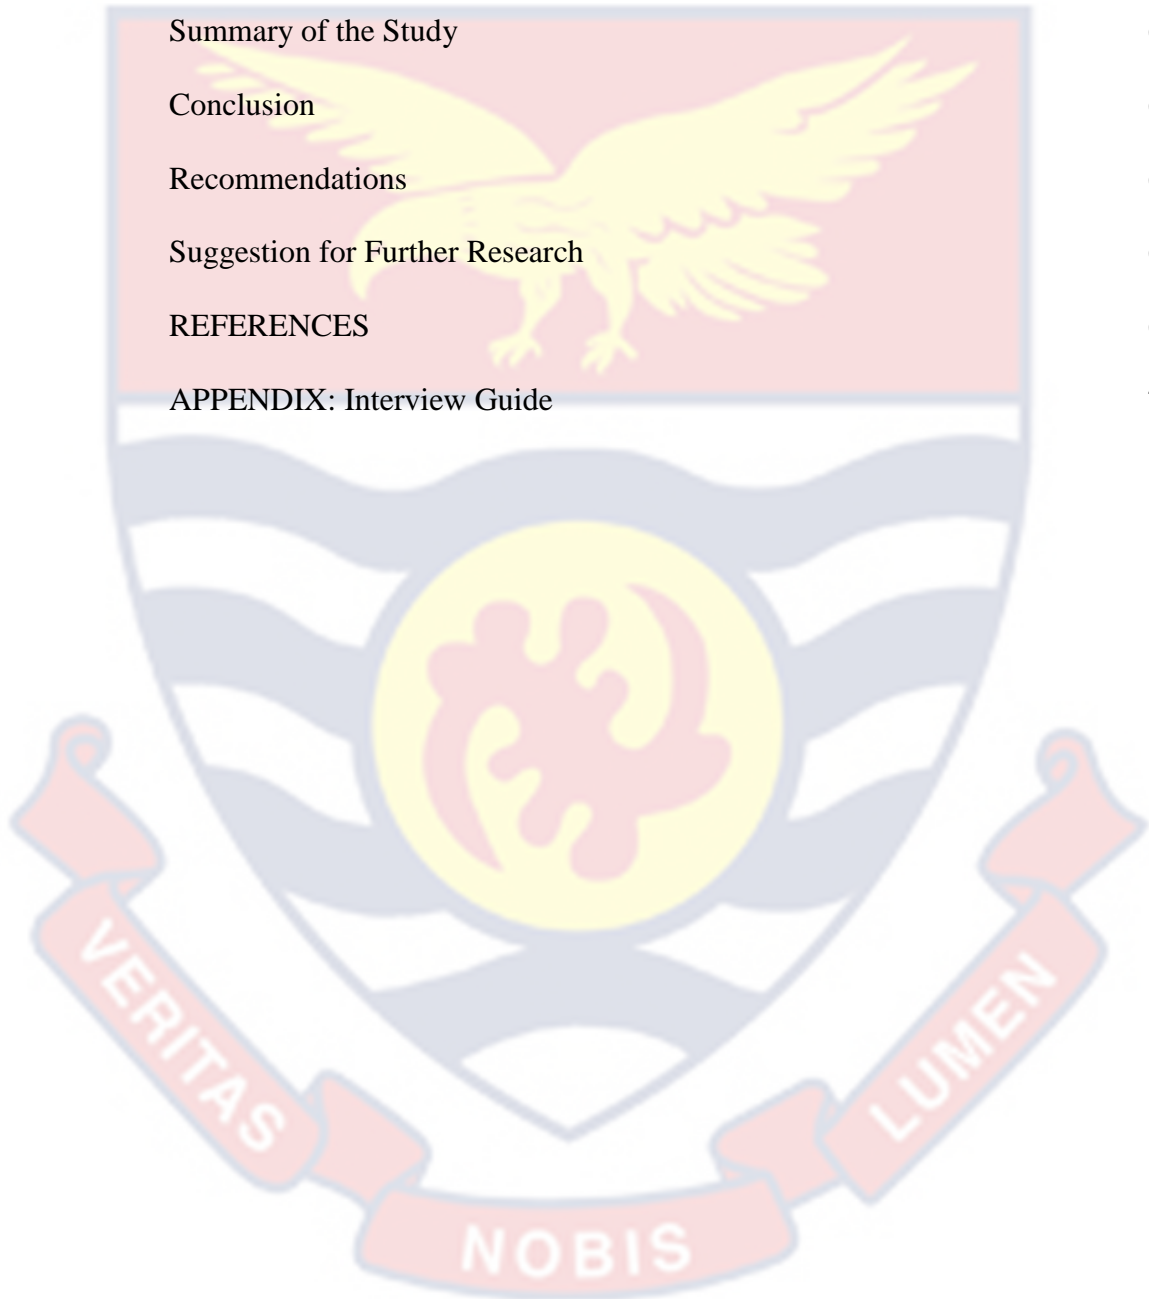 Summary of the Study
Conclusion
Recommendations
Suggestion for Further Research
REFERENCES
APPENDIX: Interview Guide
VERITAS
NOBIS
LUMEN